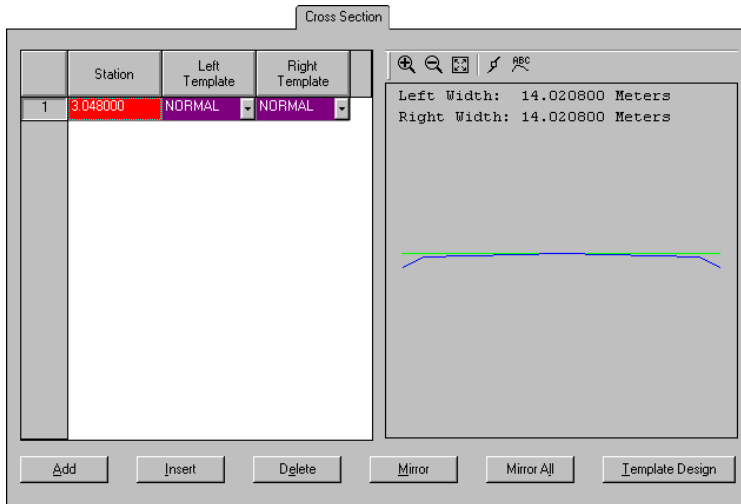 Cross Section
Station Left Template Right Template
1 3.048000 NORMAL NORMAL
ABC
Left Width: 14.020800 Meters
Right Width: 14.020800 Meters
Add Insert Delete Mirror Mirror All Template Design